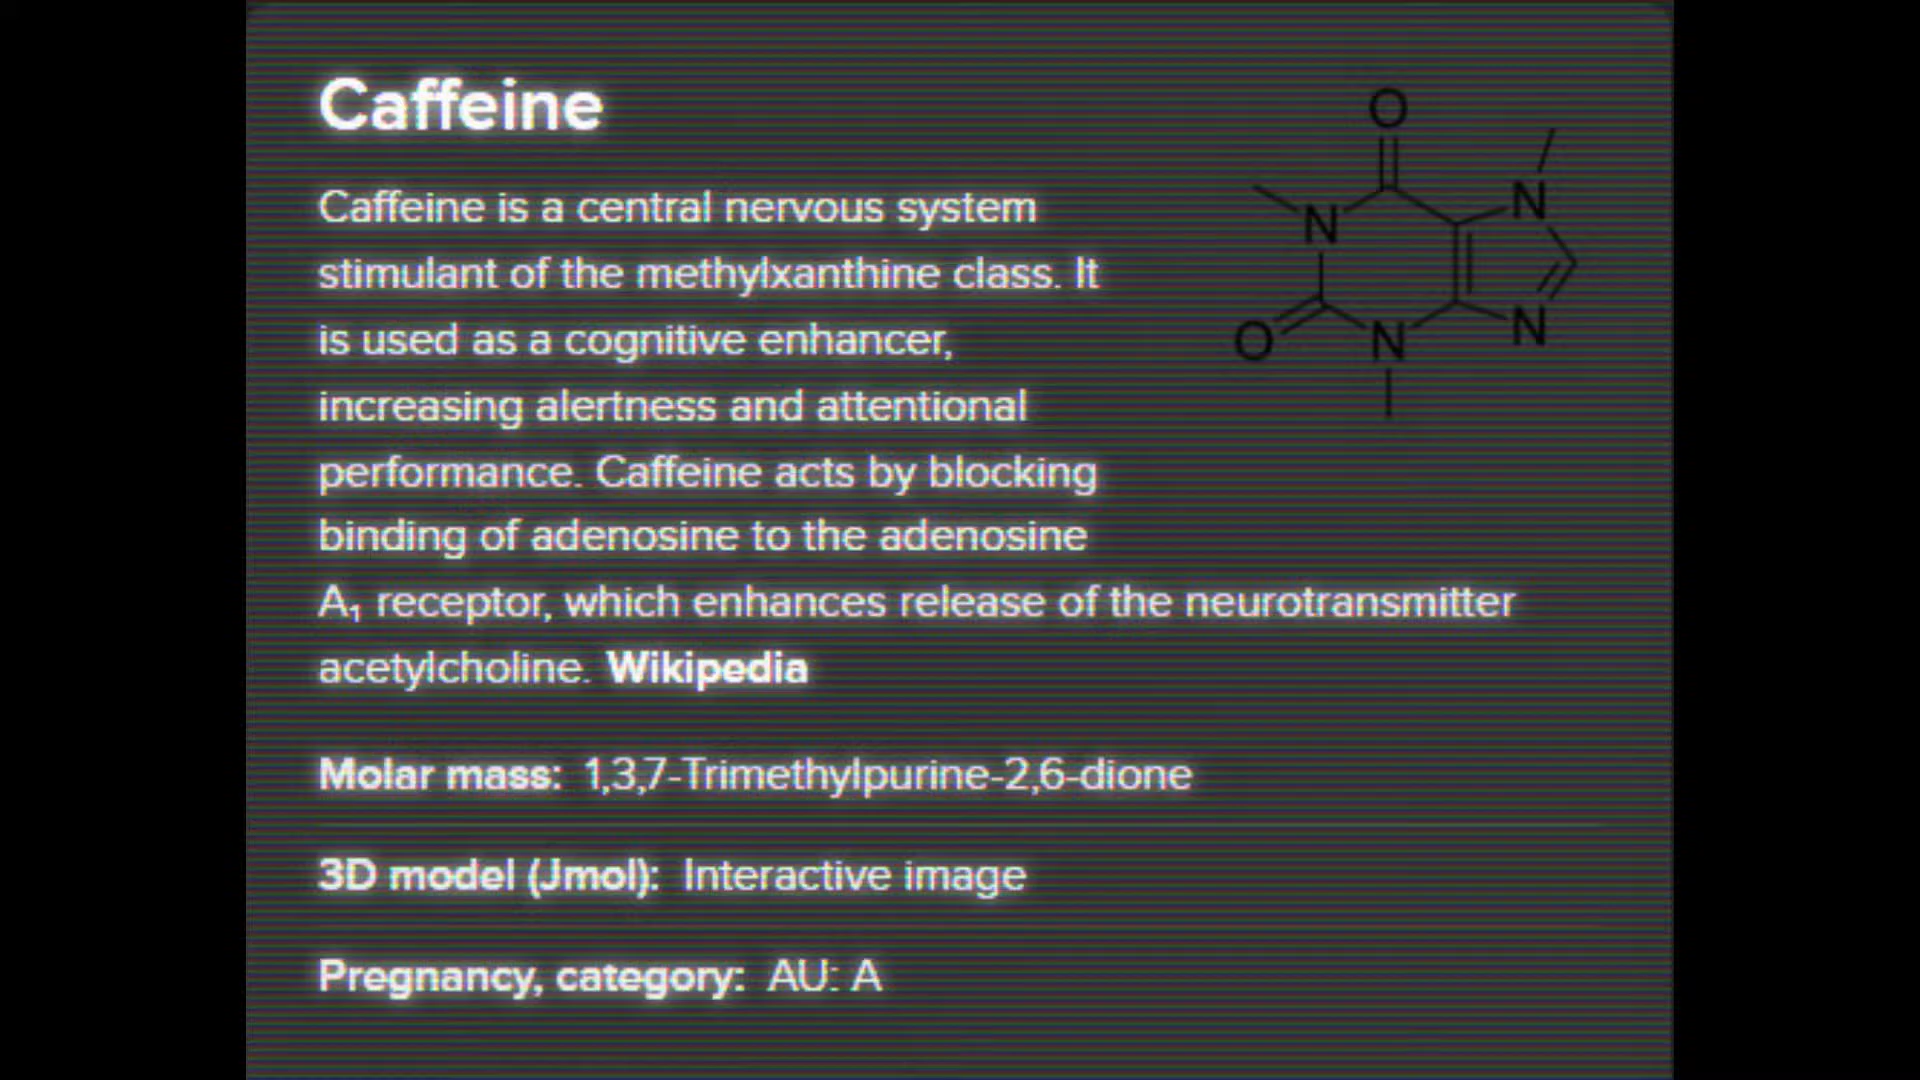 Caffeine
Caffeine is a central nervous system
stimulant of the methylxanthine class. It
is used as a cognitive enhancer,
increasing alertness and attentional
performance. Caffeine acts by blocking
binding of adenosine to the adenosine
A₁ receptor, which enhances release of the neurotransmitter
acetylcholine. Wikipedia
Molar mass: 1,3,7-Trimethylpurine-2,6-dione
3D model (Jmol): Interactive image
Pregnancy, category: AU: A
O
N
N
O
N
N